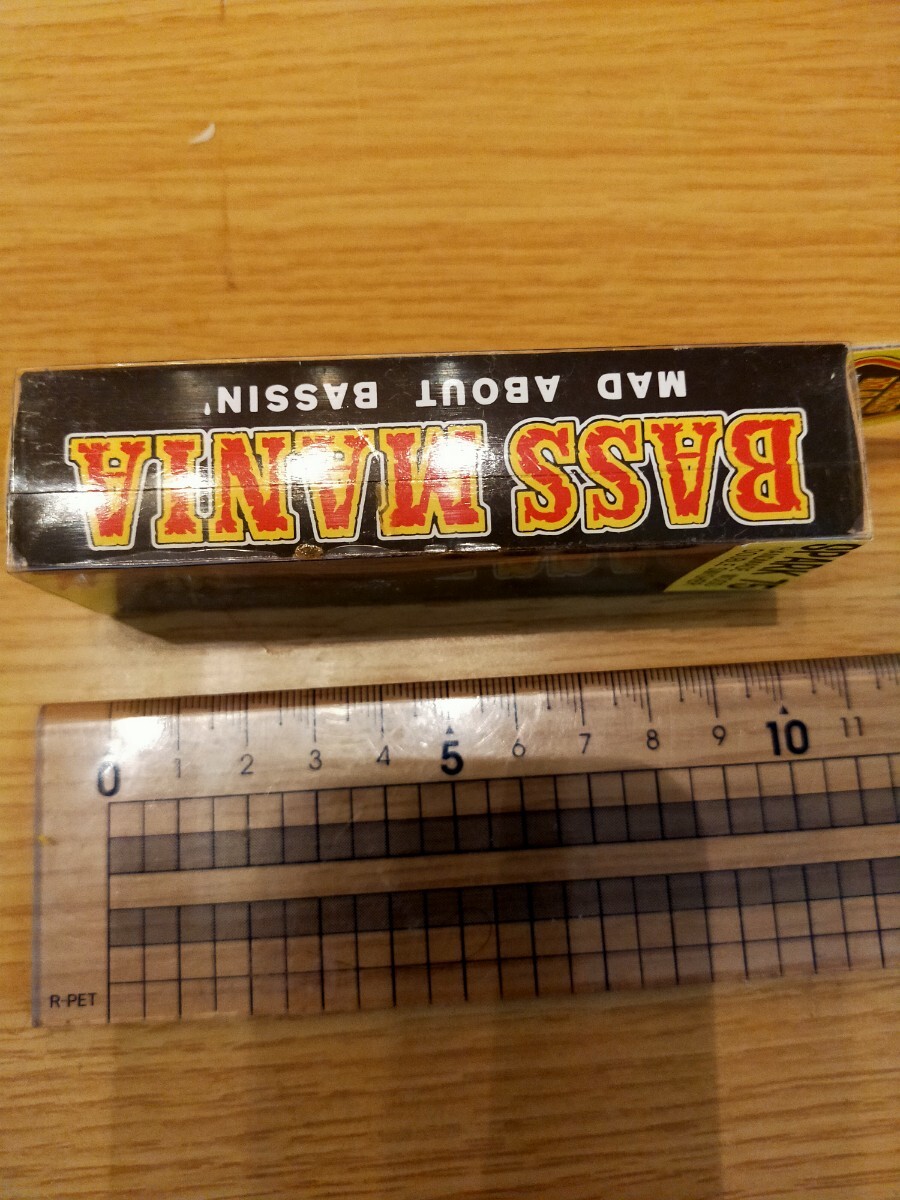 BASS MANIA
MAD ABOUT BASSIN'
0 1 2 3 4 5 6 7 8 9 10 11
R-PET